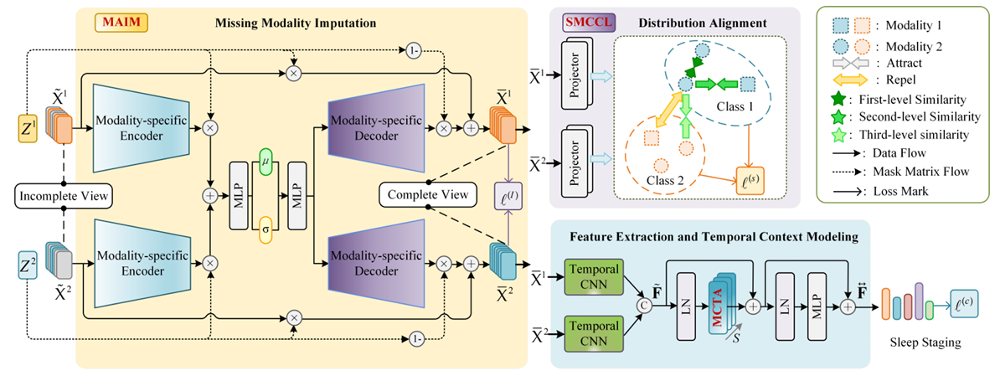 MAIM
Missing Modality Imputation
1-
×
Z¹
X̃¹
Modality-specific
Encoder
×
Modality-specific
Decoder
×
+
X̄¹
Incomplete View
+
MLP
μ
σ
MLP
Complete View
ℓ⁽ᴵ⁾
Z²
X̃²
Modality-specific
Encoder
×
Modality-specific
Decoder
×
+
X̄²
×
1-
SMCCL
Distribution Alignment
X̄¹
Projector
X̄²
Projector
Class 1
Class 2
ℓ⁽ˢ⁾
: Modality 1
: Modality 2
: Attract
: Repel
: First-level Similarity
: Second-level Similarity
: Third-level similarity
: Data Flow
: Mask Matrix Flow
: Loss Mark
Feature Extraction and Temporal Context Modeling
X̄¹
Temporal
CNN
X̄²
Temporal
CNN
C
F̃
LN
MCTA
S
+
LN
MLP
+
F⃡
Sleep Staging
ℓ⁽ᶜ⁾